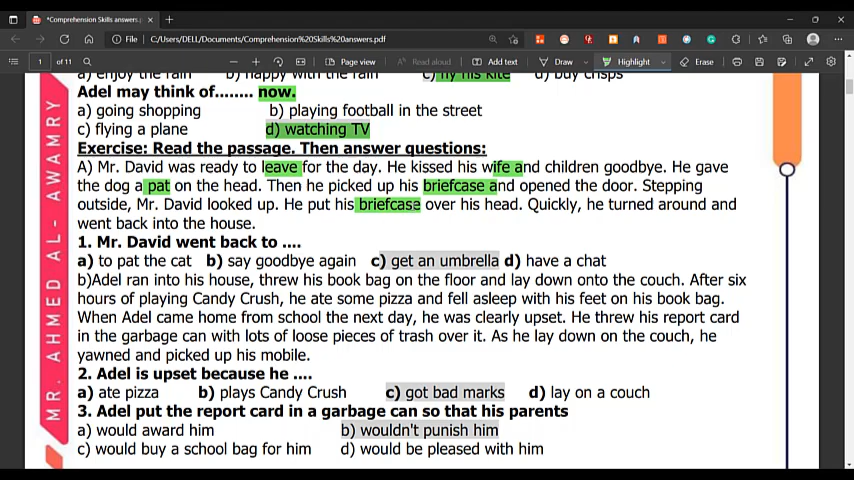 *Comprehension Skills answers.
File C:/Users/DELL/Documents/Comprehension%20Skills%20answers.pdf
1 of 11 Page view Read aloud Add text Draw Highlight Erase
a) enjoy the rain b) happy with the rain c) fly his kite d) buy crisps
Adel may think of........ now.
a) going shopping b) playing football in the street
c) flying a plane d) watching TV
Exercise: Read the passage. Then answer questions:
A) Mr. David was ready to leave for the day. He kissed his wife and children goodbye. He gave
the dog a pat on the head. Then he picked up his briefcase and opened the door. Stepping
outside, Mr. David looked up. He put his briefcase over his head. Quickly, he turned around and
went back into the house.
1. Mr. David went back to ....
a) to pat the cat b) say goodbye again c) get an umbrella d) have a chat
b)Adel ran into his house, threw his book bag on the floor and lay down onto the couch. After six
hours of playing Candy Crush, he ate some pizza and fell asleep with his feet on his book bag.
When Adel came home from school the next day, he was clearly upset. He threw his report card
in the garbage can with lots of loose pieces of trash over it. As he lay down on the couch, he
yawned and picked up his mobile.
2. Adel is upset because he ....
a) ate pizza b) plays Candy Crush c) got bad marks d) lay on a couch
3. Adel put the report card in a garbage can so that his parents
a) would award him b) wouldn't punish him
c) would buy a school bag for him d) would be pleased with him
MR. AHMED AL- AWAMRY